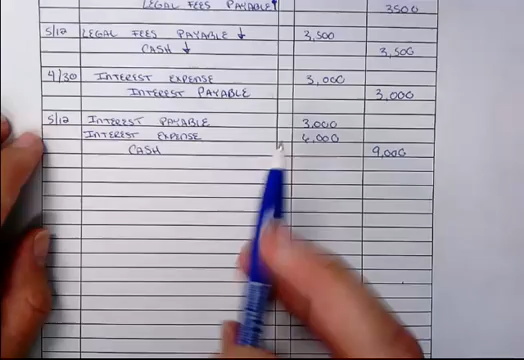 LEGAL FEES PAYABLE ↑ 3500
5/12 LEGAL FEES PAYABLE ↓ 3,500
CASH ↓ 3,500
4/30 INTEREST EXPENSE 3,000
INTEREST PAYABLE 3,000
5/12 INTEREST PAYABLE 3,000
INTEREST EXPENSE 6,000
CASH 9,000